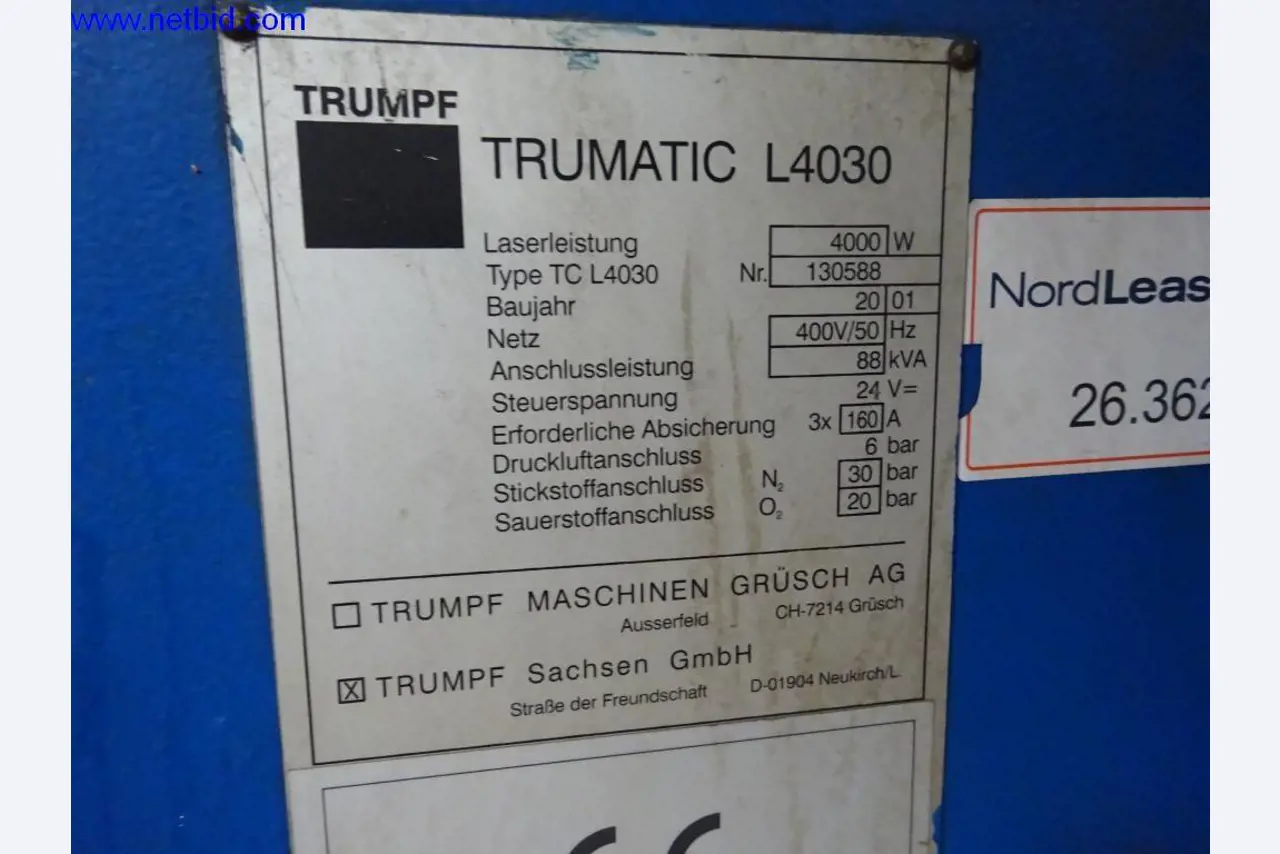 www.netbid.com
TRUMPF
TRUMATIC L4030
Laserleistung 4000 W
Type TC L4030 Nr. 130588
Baujahr 20 01
Netz 400V/50 Hz
Anschlussleistung 88 kVA
Steuerspannung 24 V=
Erforderliche Absicherung 3x 160 A
Druckluftanschluss 6 bar
Stickstoffanschluss N₂ 30 bar
Sauerstoffanschluss O₂ 20 bar
TRUMPF MASCHINEN GRÜSCH AG
Ausserfeld CH-7214 Grüsch
X TRUMPF Sachsen GmbH
Straße der Freundschaft D-01904 Neukirch/L.
CE
NordLeas
26.362